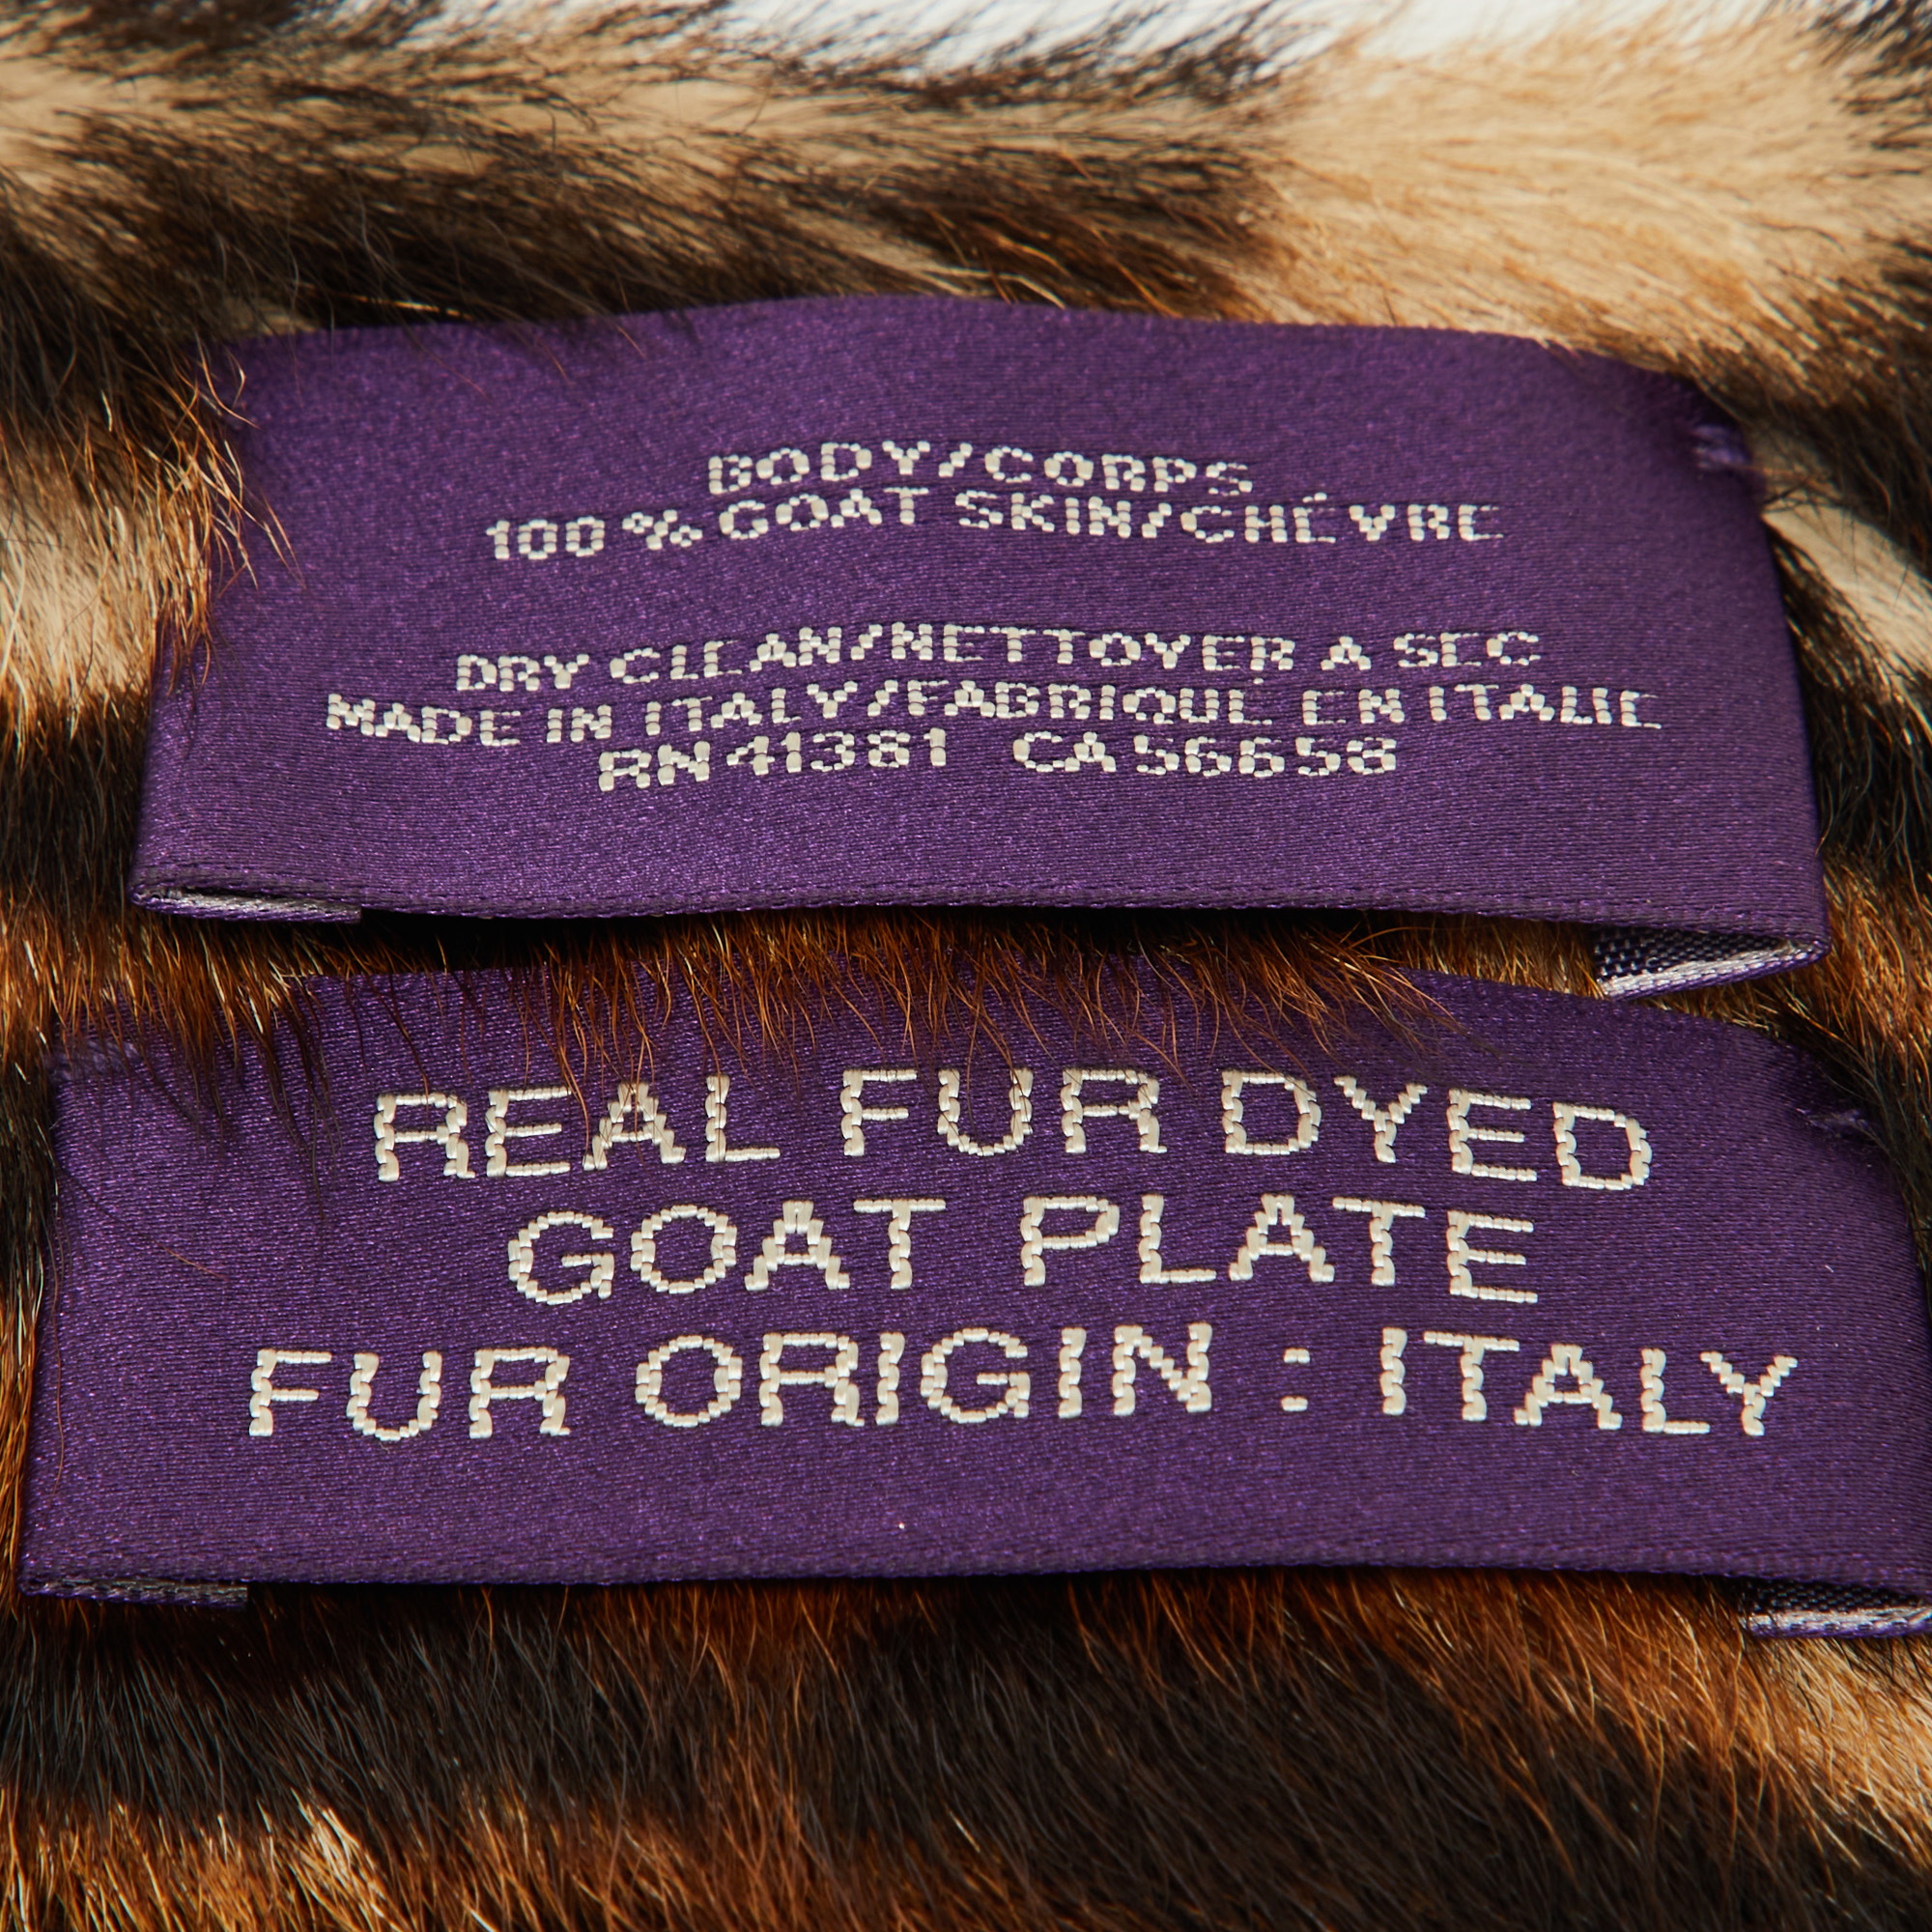 BODY/CORPS
100% GOAT SKIN/CHÉVRE
DRY CLEAN/NETTOYER A SEC
MADE IN ITALY/FABRIQUE EN ITALIE
RN 41381 CA 56658
REAL FUR DYED
GOAT PLATE
FUR ORIGIN : ITALY